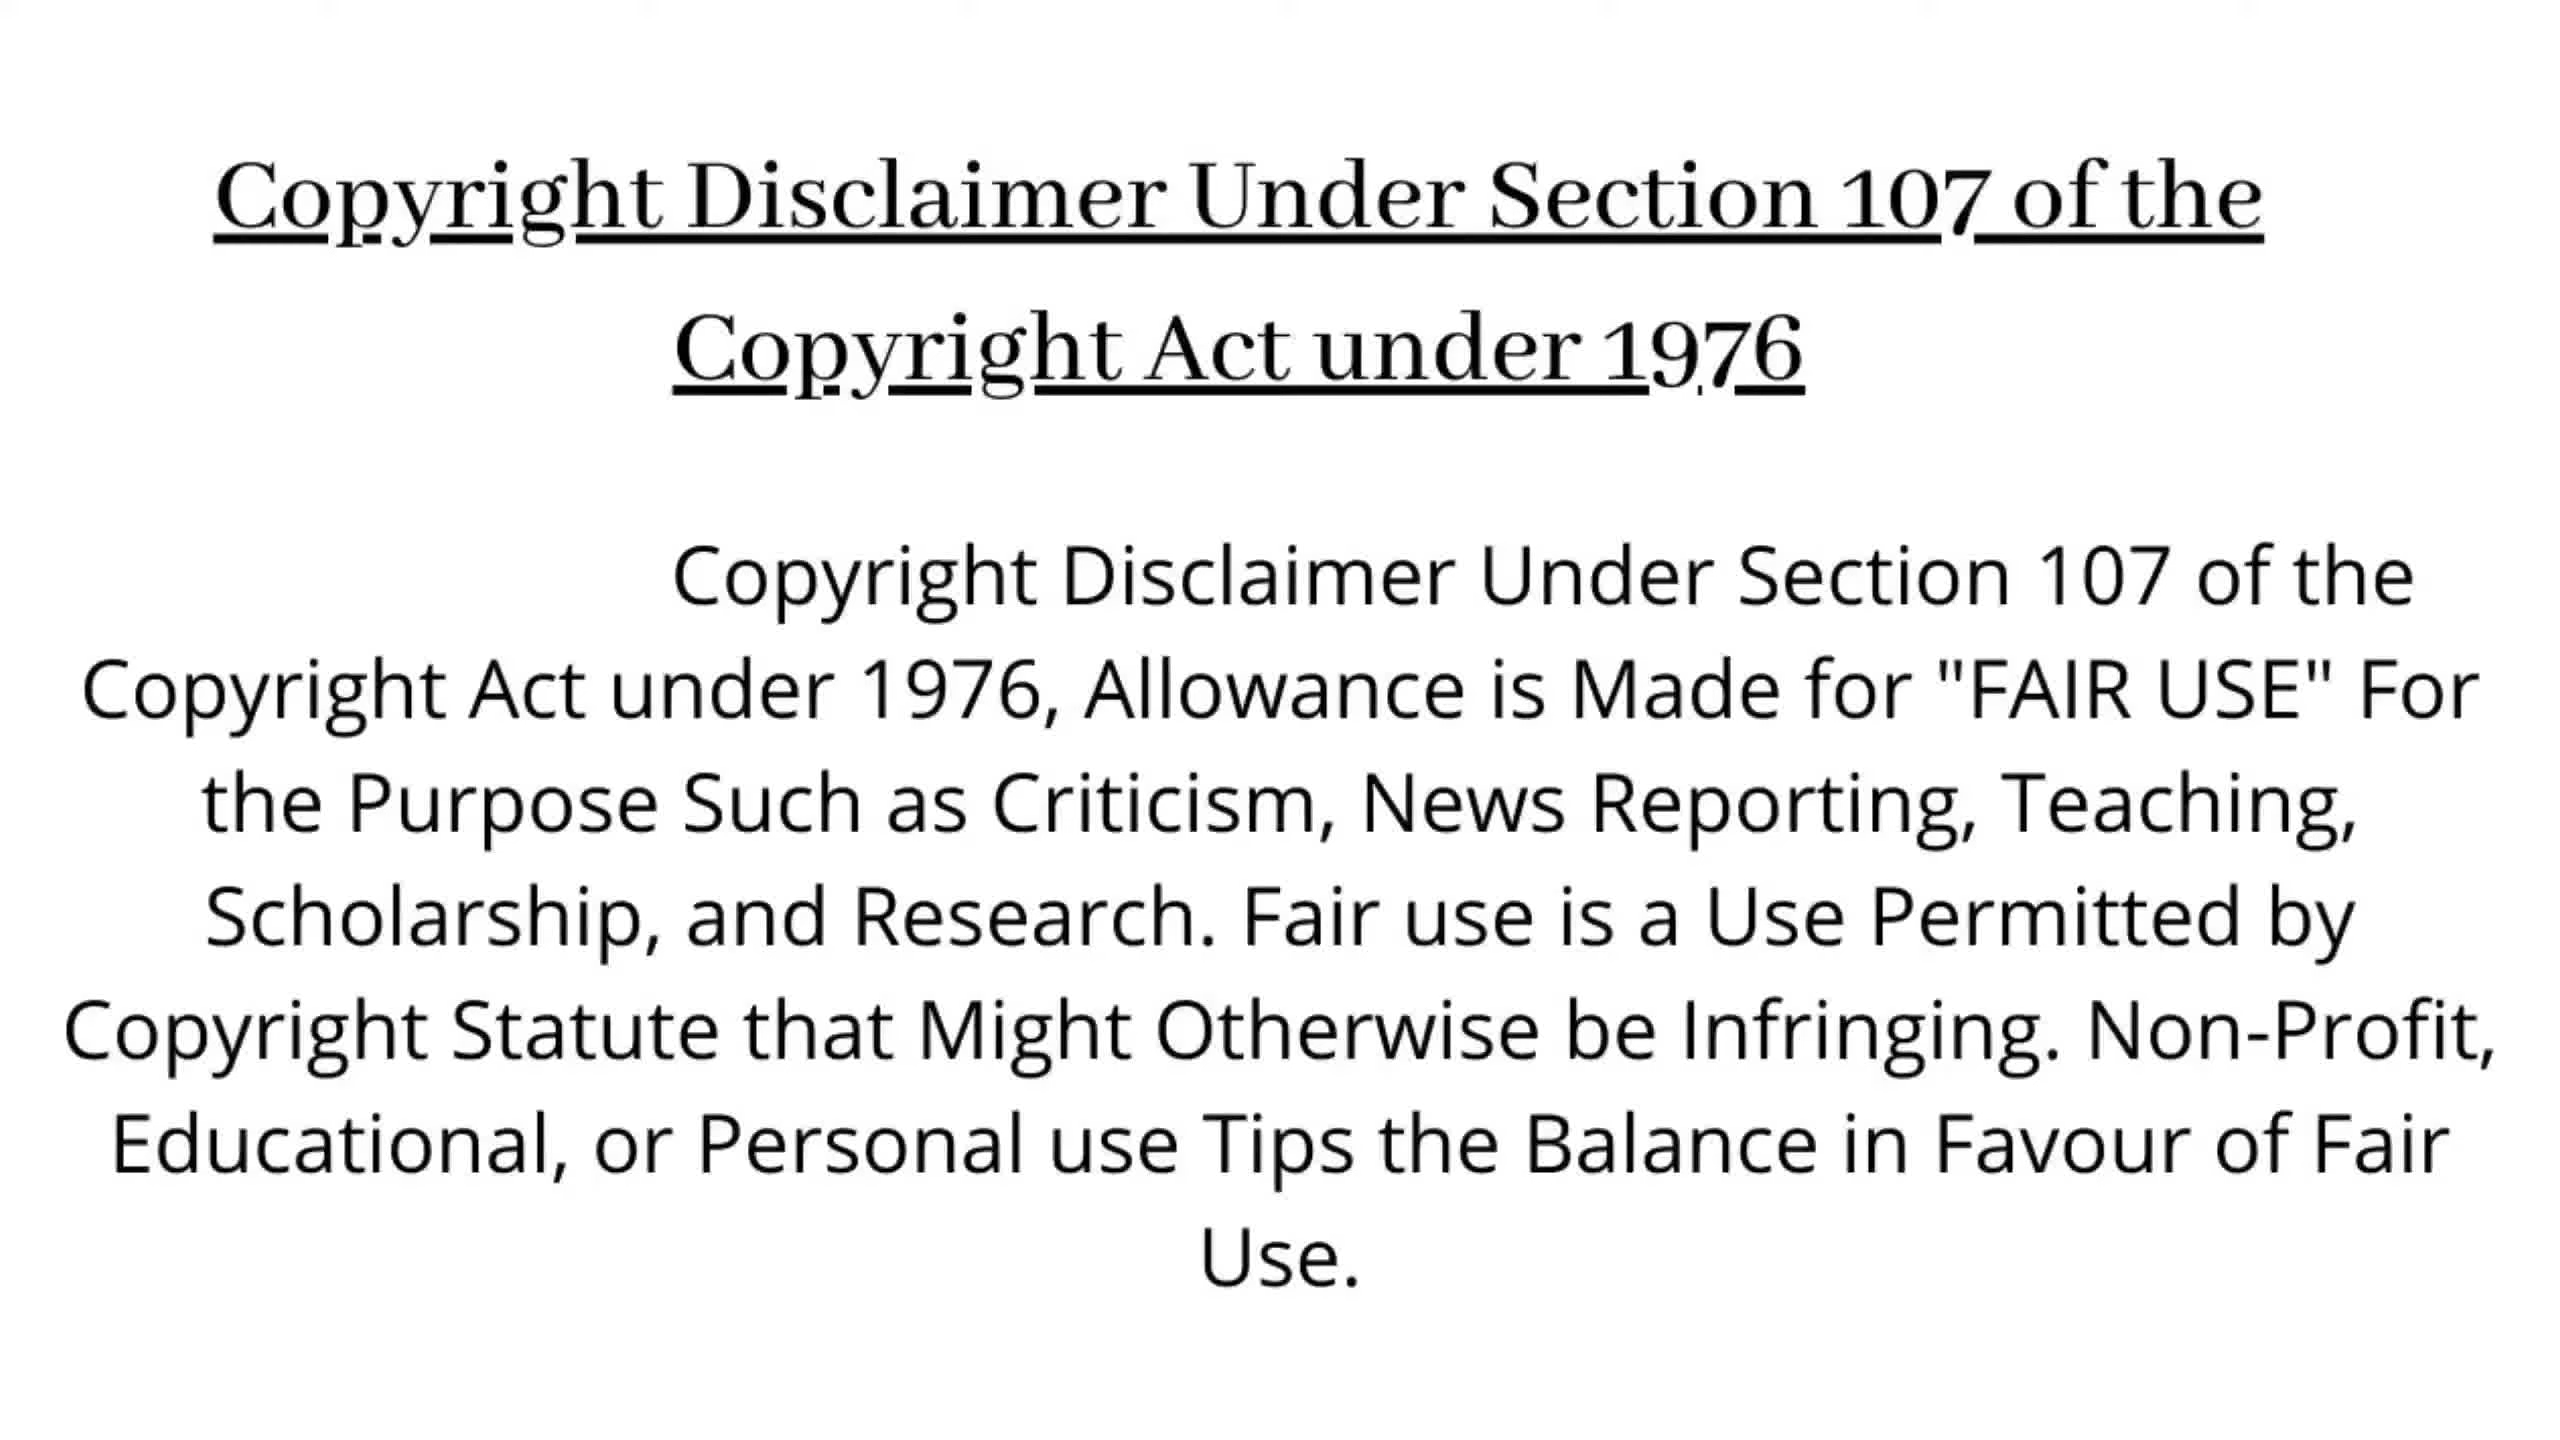 Copyright Disclaimer Under Section 107 of the
Copyright Act under 1976
Copyright Disclaimer Under Section 107 of the
Copyright Act under 1976, Allowance is Made for "FAIR USE" For
the Purpose Such as Criticism, News Reporting, Teaching,
Scholarship, and Research. Fair use is a Use Permitted by
Copyright Statute that Might Otherwise be Infringing. Non-Profit,
Educational, or Personal use Tips the Balance in Favour of Fair
Use.